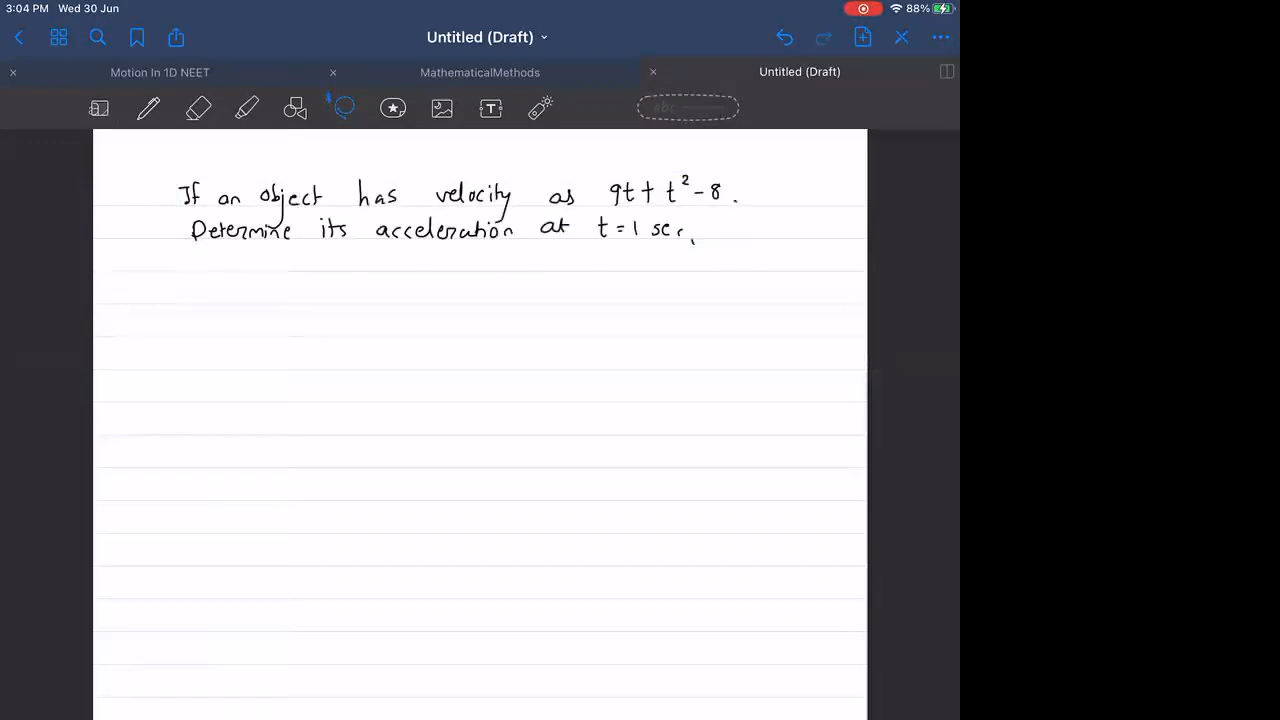 3:04 PM Wed 30 Jun 88%
Untitled (Draft)
Motion In 1D NEET MathematicalMethods Untitled (Draft)
T abc
If an object has velocity as 9t + t² - 8 .
Determine its acceleration at t = 1 sec,